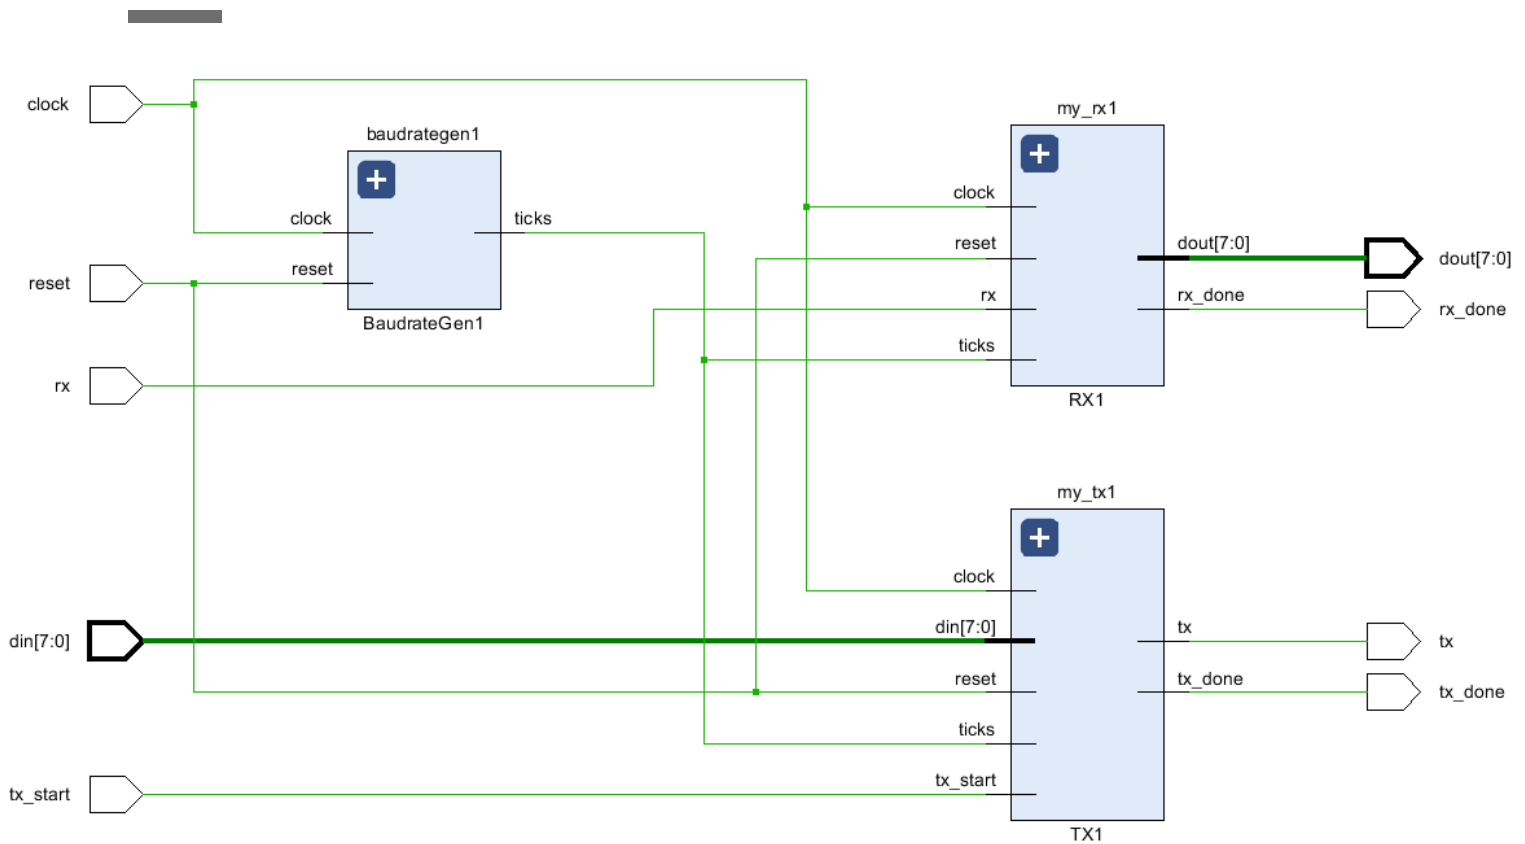 clock
reset
rx
din[7:0]
tx_start
baudrategen1
clock
reset
ticks
BaudrateGen1
my_rx1
clock
reset
rx
ticks
dout[7:0]
rx_done
RX1
my_tx1
clock
din[7:0]
reset
ticks
tx_start
tx
tx_done
TX1
dout[7:0]
rx_done
tx
tx_done